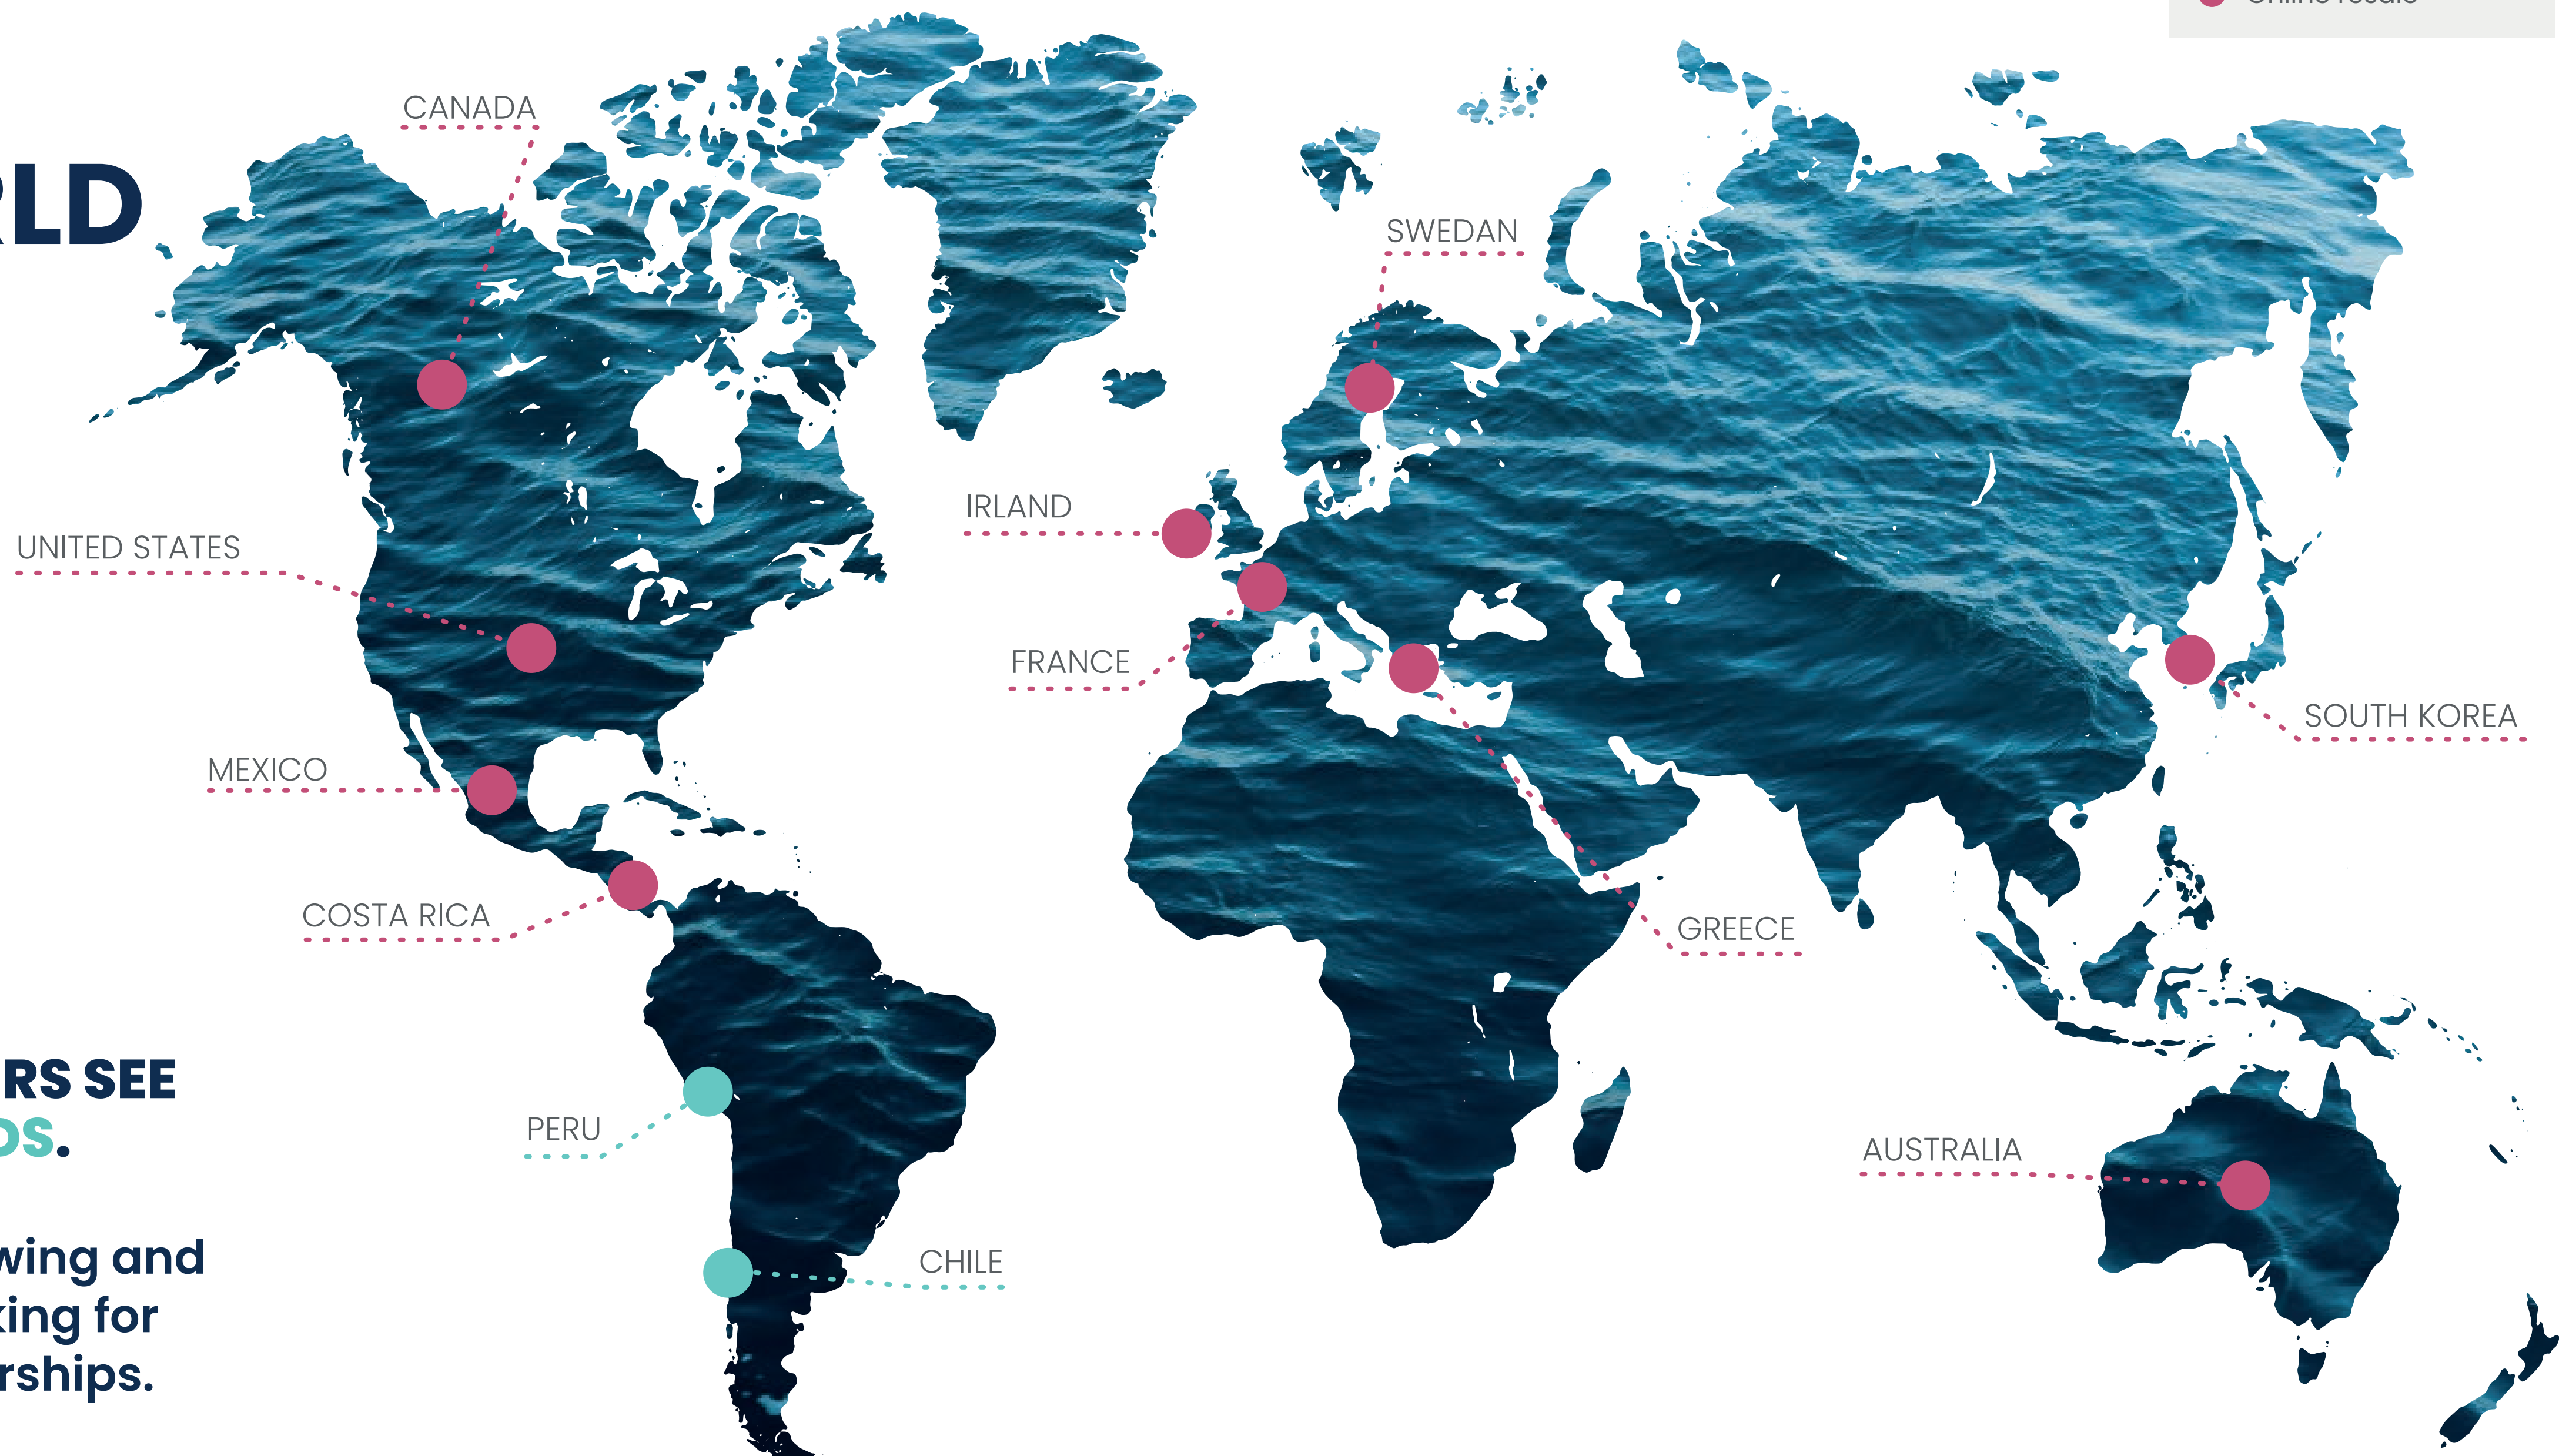 CANADA
RLD
SWEDAN
IRLAND
UNITED STATES
FRANCE
SOUTH KOREA
MEXICO
COSTA RICA
GREECE
RS SEE
DS.
PERU
AUSTRALIA
wing and
CHILE
king for
rships.